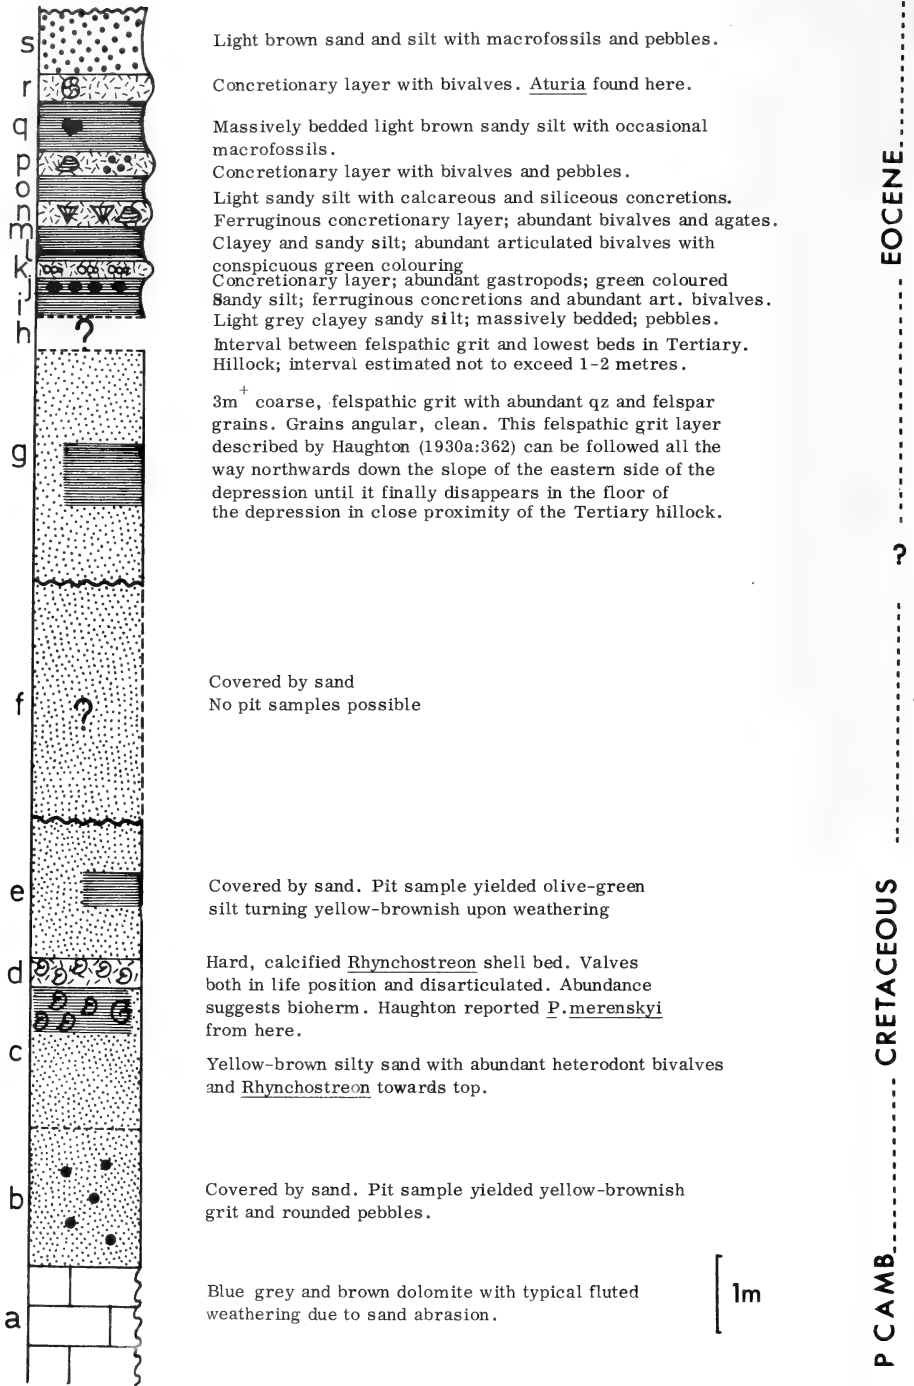 s
Light brown sand and silt with macrofossils and pebbles.
r
Concretionary layer with bivalves. Aturia found here.
q
Massively bedded light brown sandy silt with occasional
macrofossils.
p
Concretionary layer with bivalves and pebbles.
o
Light sandy silt with calcareous and siliceous concretions.
n
Ferruginous concretionary layer; abundant bivalves and agates.
m
Clayey and sandy silt; abundant articulated bivalves with
conspicuous green colouring
l
k
Concretionary layer; abundant gastropods; green coloured
j
Sandy silt; ferruginous concretions and abundant art. bivalves.
i
Light grey clayey sandy silt; massively bedded; pebbles.
h
?
Interval between felspathic grit and lowest beds in Tertiary.
Hillock; interval estimated not to exceed 1-2 metres.
g
3m+ coarse, felspathic grit with abundant qz and felspar
grains. Grains angular, clean. This felspathic grit layer
described by Haughton (1930a:362) can be followed all the
way northwards down the slope of the eastern side of the
depression until it finally disappears in the floor of
the depression in close proximity of the Tertiary hillock.
f
?
Covered by sand
No pit samples possible
e
Covered by sand. Pit sample yielded olive-green
silt turning yellow-brownish upon weathering
d
Hard, calcified Rhynchostreon shell bed. Valves
both in life position and disarticulated. Abundance
suggests bioherm. Haughton reported P.merenskyi
from here.
c
Yellow-brown silty sand with abundant heterodont bivalves
and Rhynchostreon towards top.
b
Covered by sand. Pit sample yielded yellow-brownish
grit and rounded pebbles.
a
Blue grey and brown dolomite with typical fluted
weathering due to sand abrasion.
1m
EOCENE
?
CRETACEOUS
P CAMB